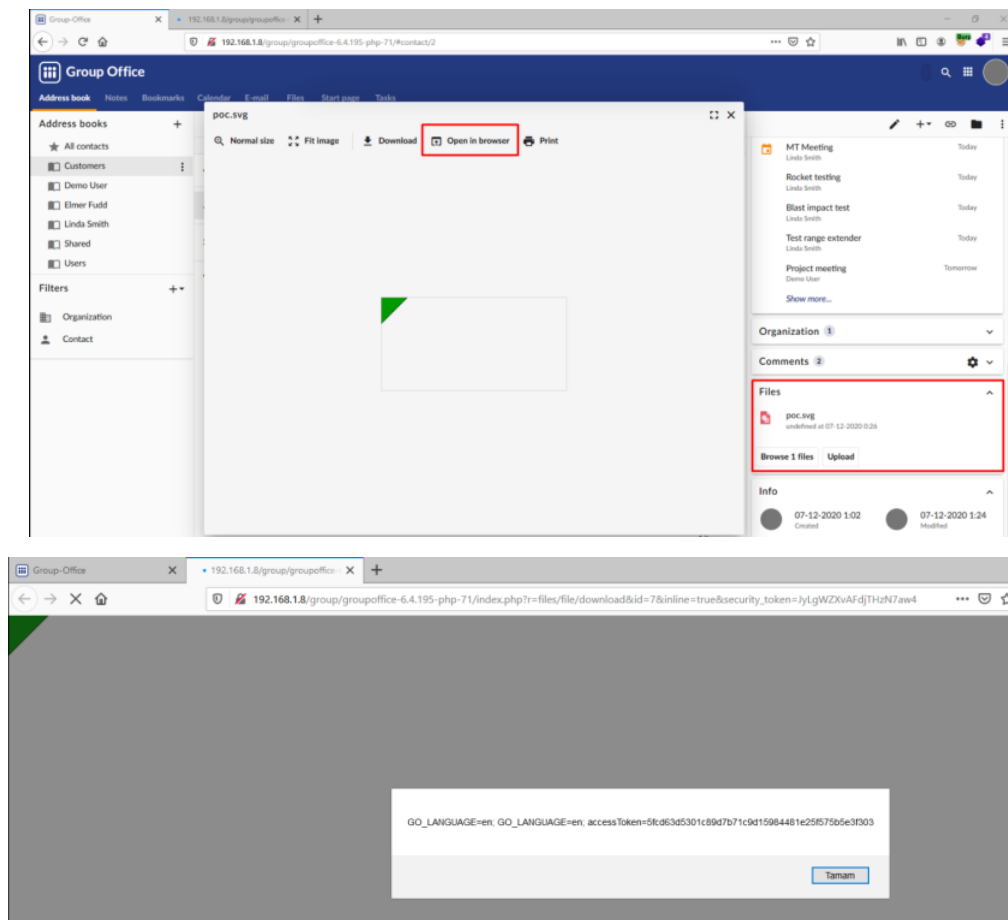 Group-Office
192.168.1.8/group/groupoffice-
192.168.1.8/group/groupoffice-6.4.195-php-71/#contact/2
Group Office
Address book Notes Bookmarks Calendar E-mail Files Start page Tasks
poc.svg
Normal size Fit image Download Open in browser Print
Address books
All contacts
Customers
Demo User
Elmer Fudd
Linda Smith
Shared
Users
Filters
Organization
Contact
MT Meeting Today
Linda Smith
Rocket testing Today
Linda Smith
Blast impact test Today
Linda Smith
Test range extender Today
Linda Smith
Project meeting Tomorrow
Demo User
Show more...
Organization 1
Comments 2
Files
poc.svg
undefined at 07-12-2020 0:26
Browse 1 files Upload
Info
07-12-2020 1:02 07-12-2020 1:24
Created Modified
Group-Office
192.168.1.8/group/groupoffice-
192.168.1.8/group/groupoffice-6.4.195-php-71/index.php?r=files/file/download&id=7&inline=true&security_token=JyLgWZXvAFdjTHzN7aw4
GO_LANGUAGE=en; GO_LANGUAGE=en; accessToken=5fcd63d5301c89d7b71c9d15984481e25f575b5e3f303
Tamam